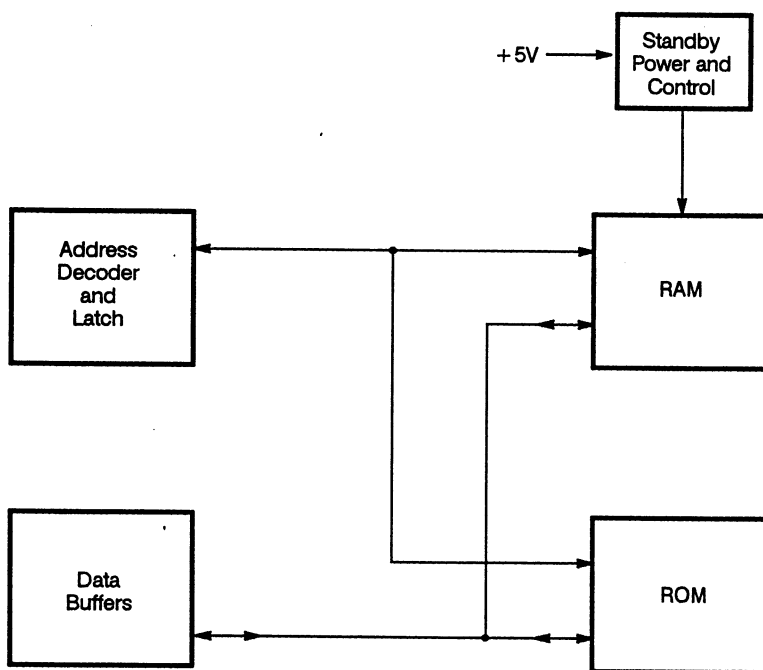 +5V
Standby
Power and
Control
Address
Decoder
and
Latch
RAM
Data
Buffers
ROM